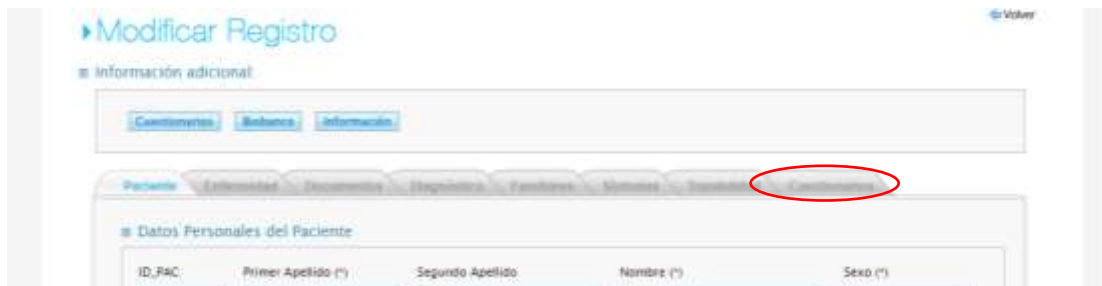 Volver
Modificar Registro
Información adicional:
Cuestionarios Biobanco Información
Paciente Enfermedad Documentos Diagnóstico Familiares Síntomas Cuestionarios
Datos Personales del Paciente
ID_PAC Primer Apellido (*) Segundo Apellido Nombre (*) Sexo (*)